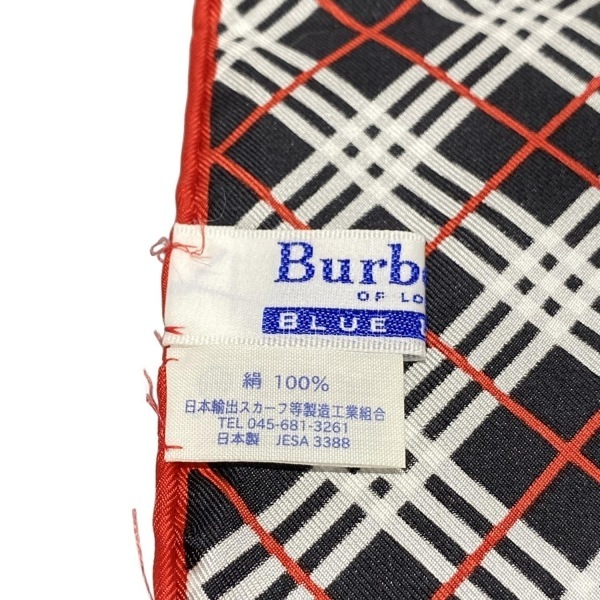 Burb
OF LO
BLUE
絹 100%
日本輸出スカーフ等製造工業組合
TEL 045-681-3261
日本製 JESA 3388